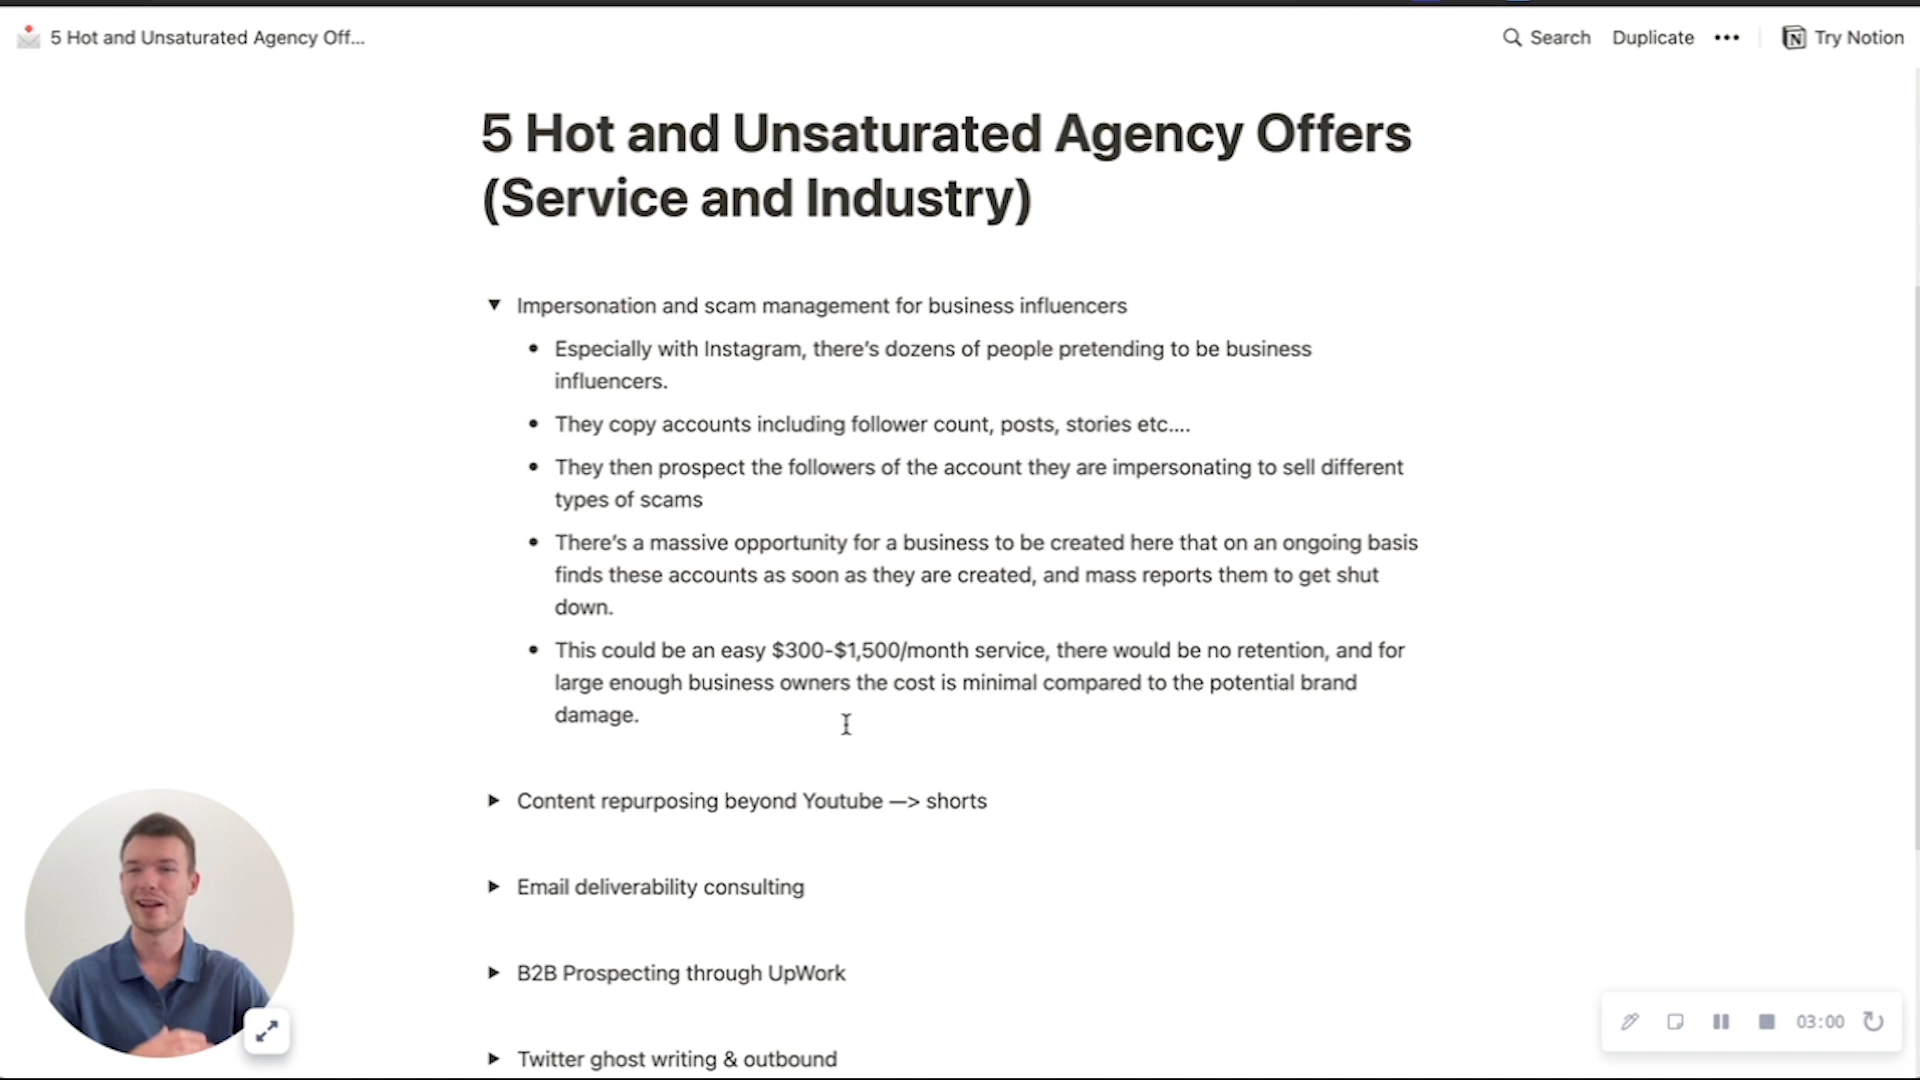 5 Hot and Unsaturated Agency Off...
Search Duplicate ••• Try Notion
5 Hot and Unsaturated Agency Offers
(Service and Industry)
Impersonation and scam management for business influencers
• Especially with Instagram, there's dozens of people pretending to be business
influencers.
• They copy accounts including follower count, posts, stories etc....
• They then prospect the followers of the account they are impersonating to sell different
types of scams
• There's a massive opportunity for a business to be created here that on an ongoing basis
finds these accounts as soon as they are created, and mass reports them to get shut
down.
• This could be an easy $300-$1,500/month service, there would be no retention, and for
large enough business owners the cost is minimal compared to the potential brand
damage.
Content repurposing beyond Youtube —> shorts
Email deliverability consulting
B2B Prospecting through UpWork
Twitter ghost writing & outbound
03:00